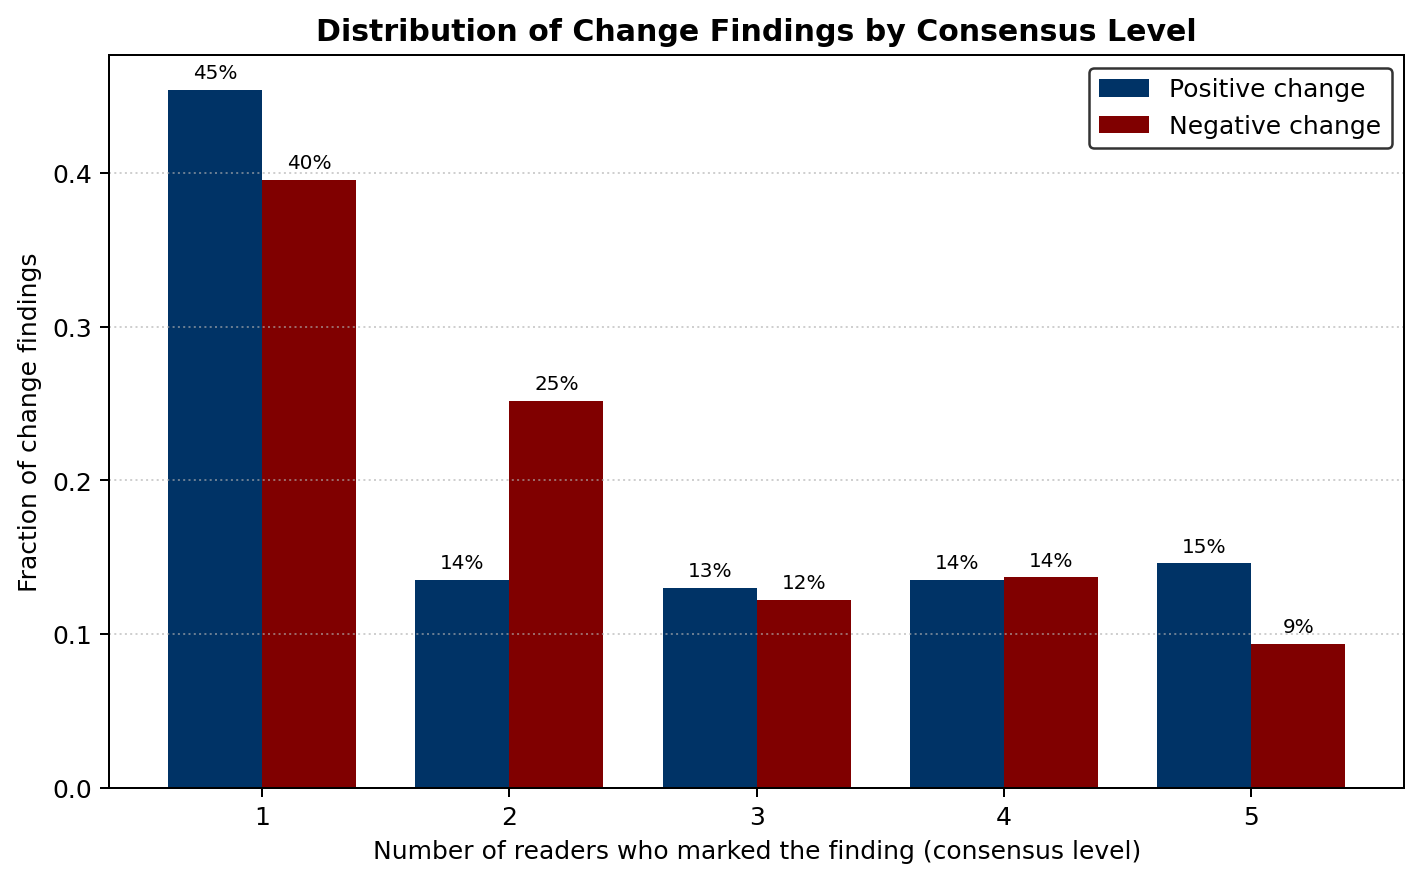 Distribution of Change Findings by Consensus Level
Positive change
Negative change
45%
40%
14%
25%
13%
12%
14%
14%
15%
9%
0.4
0.3
0.2
0.1
0.0
Fraction of change findings
1 2 3 4 5
Number of readers who marked the finding (consensus level)